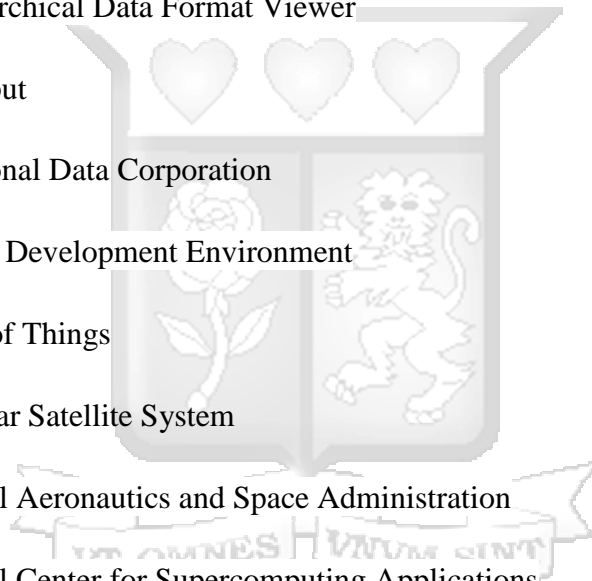 rchical Data Format Viewer
out
onal Data Corporation
Development Environment
of Things
ar Satellite System
l Aeronautics and Space Administration
UT OMNES VNVM SINT
l Center for Supercomputing Applications